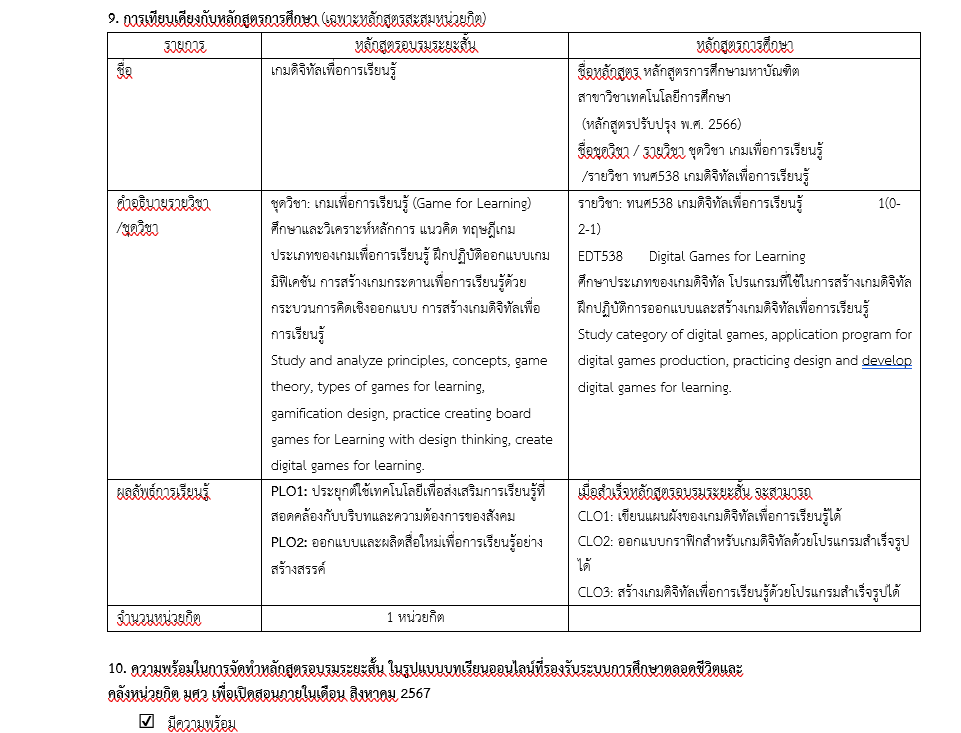 9. การเทียบเคียงกับหลักสูตรการศึกษา (เฉพาะหลักสูตรสะสมหน่วยกิต)
รายการ
หลักสูตรอบรมระยะสั้น
หลักสูตรการศึกษา
ชื่อ
เกมดิจิทัลเพื่อการเรียนรู้
ชื่อหลักสูตร หลักสูตรการศึกษามหาบัณฑิต
สาขาวิชาเทคโนโลยีการศึกษา
(หลักสูตรปรับปรุง พ.ศ. 2566)
ชื่อชุดวิชา / รายวิชา ชุดวิชา เกมเพื่อการเรียนรู้
/รายวิชา ทนศ538 เกมดิจิทัลเพื่อการเรียนรู้
คำอธิบายรายวิชา
/ชุดวิชา
ชุดวิชา: เกมเพื่อการเรียนรู้ (Game for Learning)
ศึกษาและวิเคราะห์หลักการ แนวคิด ทฤษฎีเกม
ประเภทของเกมเพื่อการเรียนรู้ ฝึกปฏิบัติออกแบบเกม
มิฟิเคชัน การสร้างเกมกระดานเพื่อการเรียนรู้ด้วย
กระบวนการคิดเชิงออกแบบ การสร้างเกมดิจิทัลเพื่อ
การเรียนรู้
Study and analyze principles, concepts, game
theory, types of games for learning,
gamification design, practice creating board
games for Learning with design thinking, create
digital games for learning.
รายวิชา: ทนศ538 เกมดิจิทัลเพื่อการเรียนรู้ 1(0-
2-1)
EDT538 Digital Games for Learning
ศึกษาประเภทของเกมดิจิทัล โปรแกรมที่ใช้ในการสร้างเกมดิจิทัล
ฝึกปฏิบัติการออกแบบและสร้างเกมดิจิทัลเพื่อการเรียนรู้
Study category of digital games, application program for
digital games production, practicing design and develop
digital games for learning.
ผลลัพธ์การเรียนรู้
PLO1: ประยุกต์ใช้เทคโนโลยีเพื่อส่งเสริมการเรียนรู้ที่
สอดคล้องกับบริบทและความต้องการของสังคม
PLO2: ออกแบบและผลิตสื่อใหม่เพื่อการเรียนรู้อย่าง
สร้างสรรค์
เมื่อสำเร็จหลักสูตรอบรมระยะสั้น จะสามารถ
CLO1: เขียนแผนผังของเกมดิจิทัลเพื่อการเรียนรู้ได้
CLO2: ออกแบบกราฟิกสำหรับเกมดิจิทัลด้วยโปรแกรมสำเร็จรูป
ได้
CLO3: สร้างเกมดิจิทัลเพื่อการเรียนรู้ด้วยโปรแกรมสำเร็จรูปได้
จำนวนหน่วยกิต
1 หน่วยกิต
10. ความพร้อมในการจัดทำหลักสูตรอบรมระยะสั้น ในรูปแบบบทเรียนออนไลน์ที่รองรับระบบการศึกษาตลอดชีวิตและ
คลังหน่วยกิต มศว เพื่อเปิดสอนภายในเดือน สิงหาคม 2567
☑ มีความพร้อม